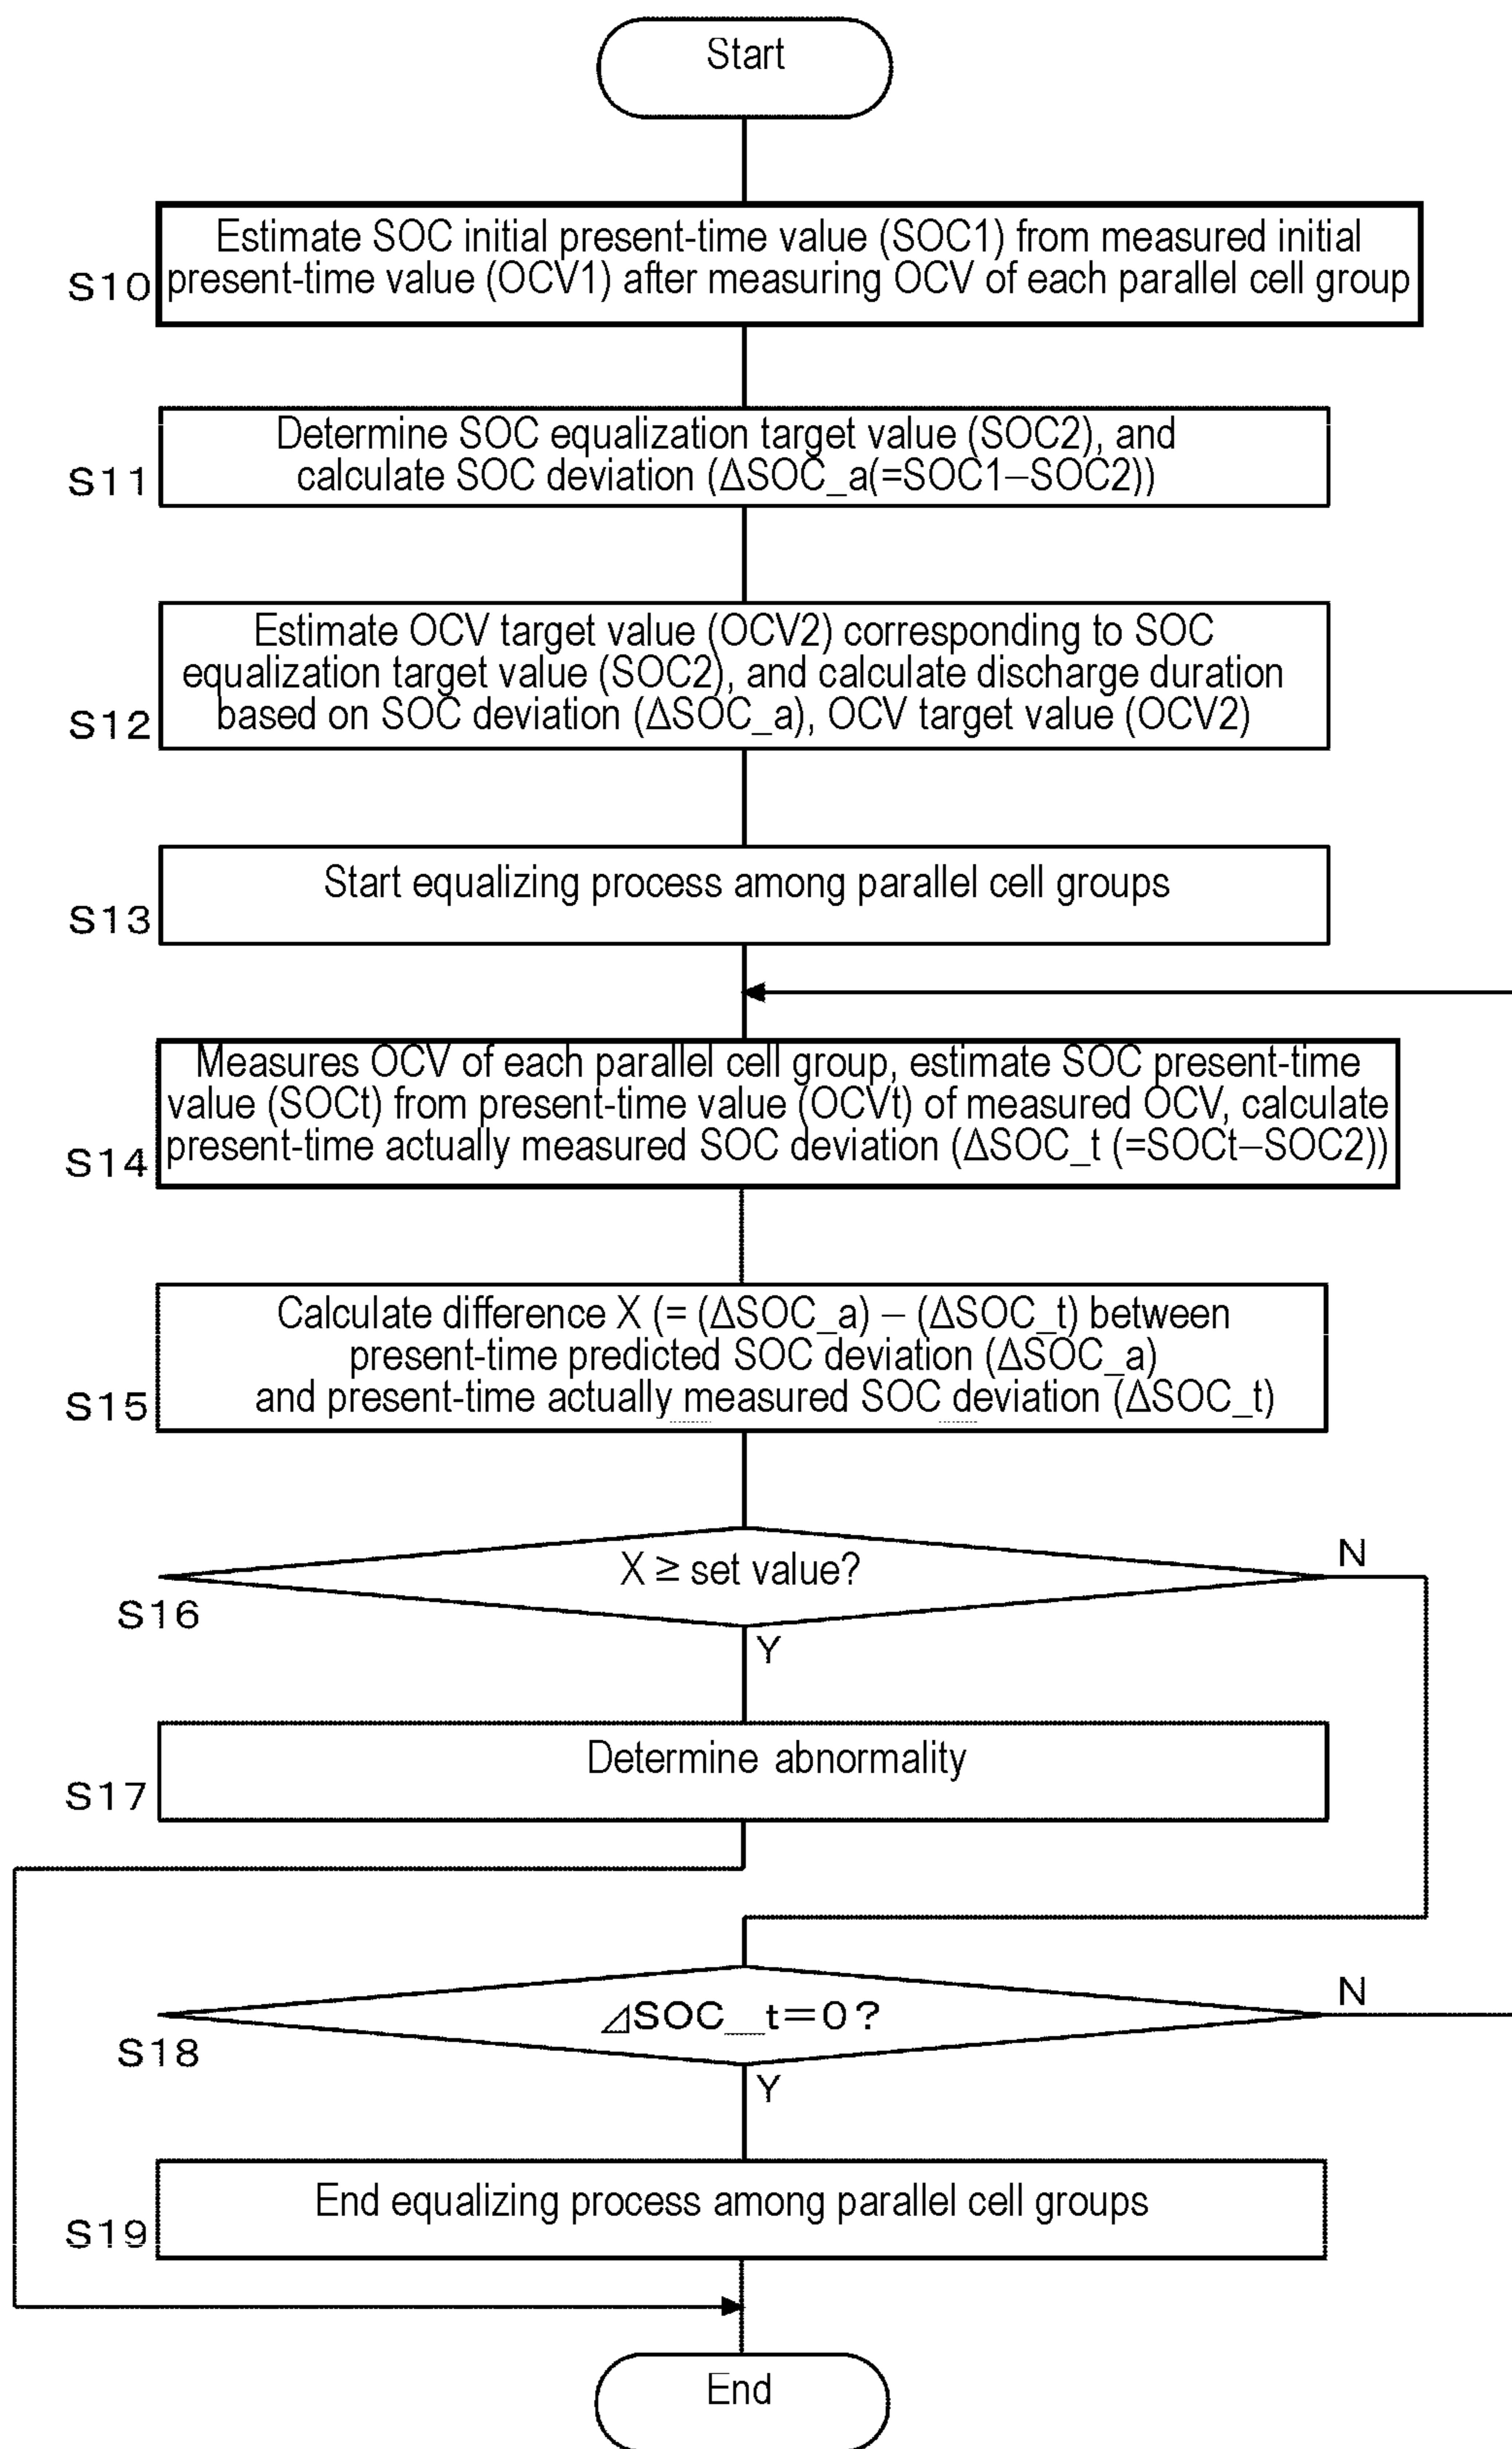 Start
Estimate SOC initial present-time value (SOC1) from measured initial
present-time value (OCV1) after measuring OCV of each parallel cell group
S10
Determine SOC equalization target value (SOC2), and
calculate SOC deviation (ΔSOC_a(=SOC1–SOC2))
S11
Estimate OCV target value (OCV2) corresponding to SOC
equalization target value (SOC2), and calculate discharge duration
based on SOC deviation (ΔSOC_a), OCV target value (OCV2)
S12
Start equalizing process among parallel cell groups
S13
Measures OCV of each parallel cell group, estimate SOC present-time
value (SOCt) from present-time value (OCVt) of measured OCV, calculate
present-time actually measured SOC deviation (ΔSOC_t (=SOCt–SOC2))
S14
Calculate difference X (= (ΔSOC_a) – (ΔSOC_t) between
present-time predicted SOC deviation (ΔSOC_a)
and present-time actually measured SOC deviation (ΔSOC_t)
S15
X ≥ set value?
N
S16
Y
Determine abnormality
S17
⊿SOC_t=0?
N
S18
Y
End equalizing process among parallel cell groups
S19
End